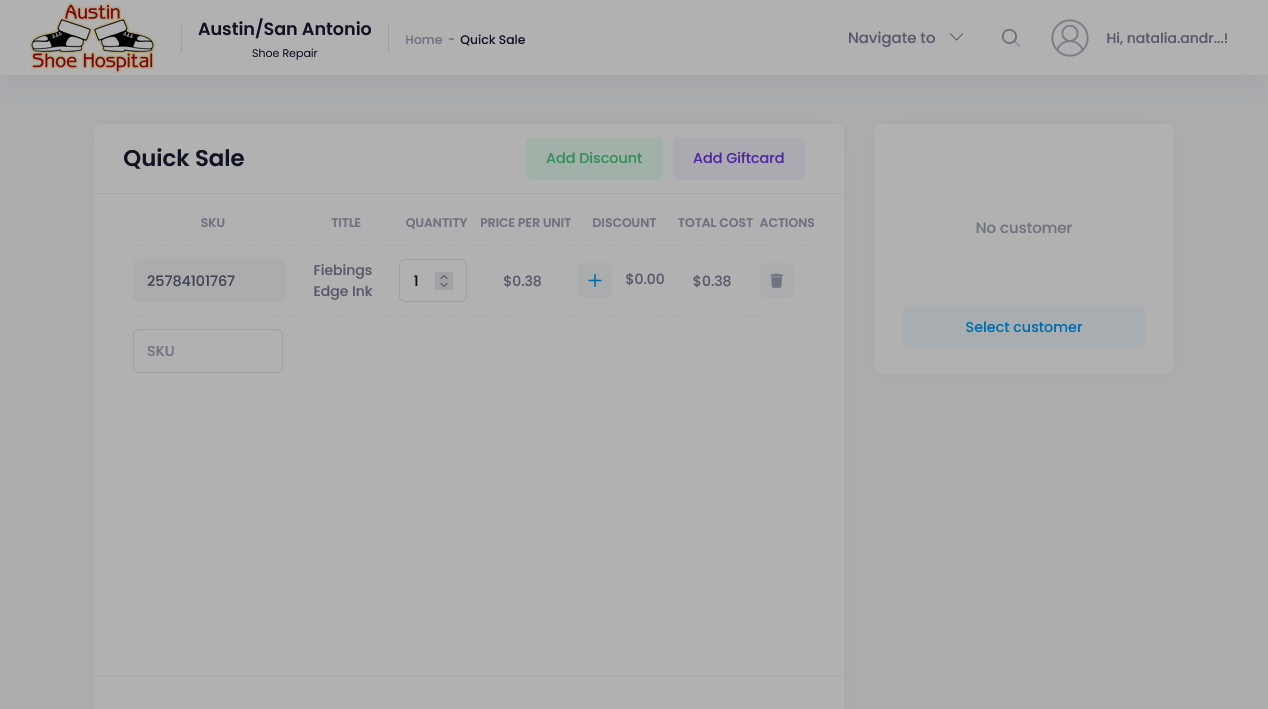 Austin
Shoe Hospital
Austin/San Antonio
Shoe Repair
Home - Quick Sale
Navigate to
Hi, natalia.andr...!
Quick Sale
Add Discount
Add Giftcard
SKU TITLE QUANTITY PRICE PER UNIT DISCOUNT TOTAL COST ACTIONS
25784101767 Fiebings Edge Ink 1 $0.38 + $0.00 $0.38
SKU
No customer
Select customer